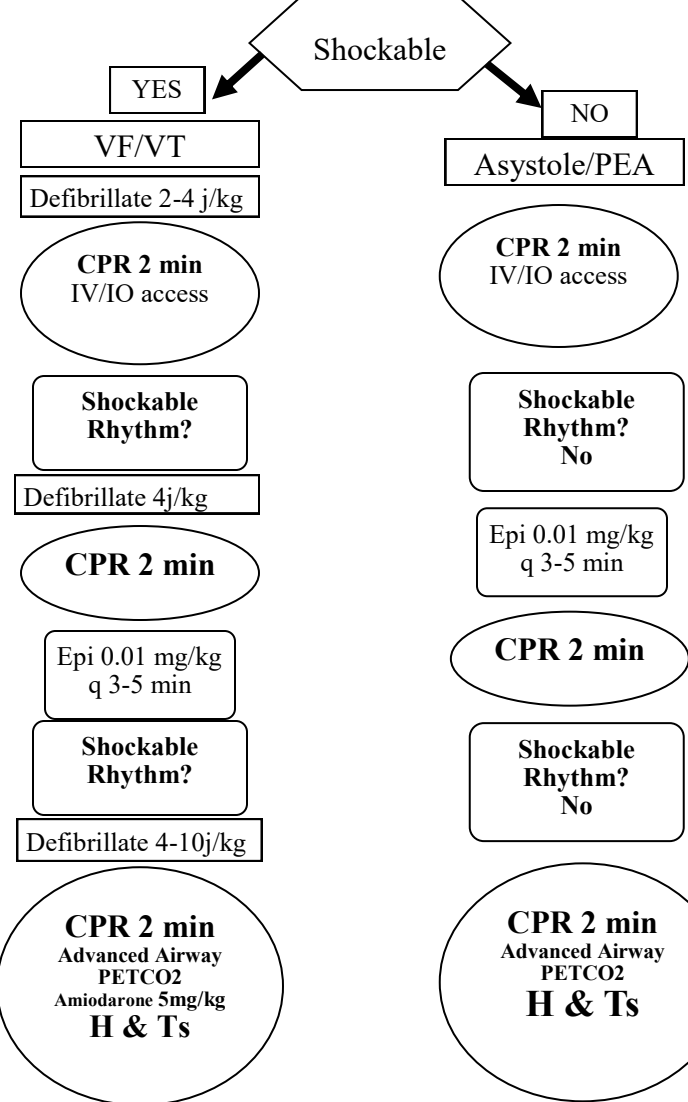 Shockable
YES
VF/VT
Defibrillate 2-4 j/kg
CPR 2 min
IV/IO access
Shockable
Rhythm?
Defibrillate 4j/kg
CPR 2 min
Epi 0.01 mg/kg
q 3-5 min
Shockable
Rhythm?
Defibrillate 4-10j/kg
CPR 2 min
Advanced Airway
PETCO2
Amiodarone 5mg/kg
H & Ts
NO
Asystole/PEA
CPR 2 min
IV/IO access
Shockable
Rhythm?
No
Epi 0.01 mg/kg
q 3-5 min
CPR 2 min
Shockable
Rhythm?
No
CPR 2 min
Advanced Airway
PETCO2
H & Ts